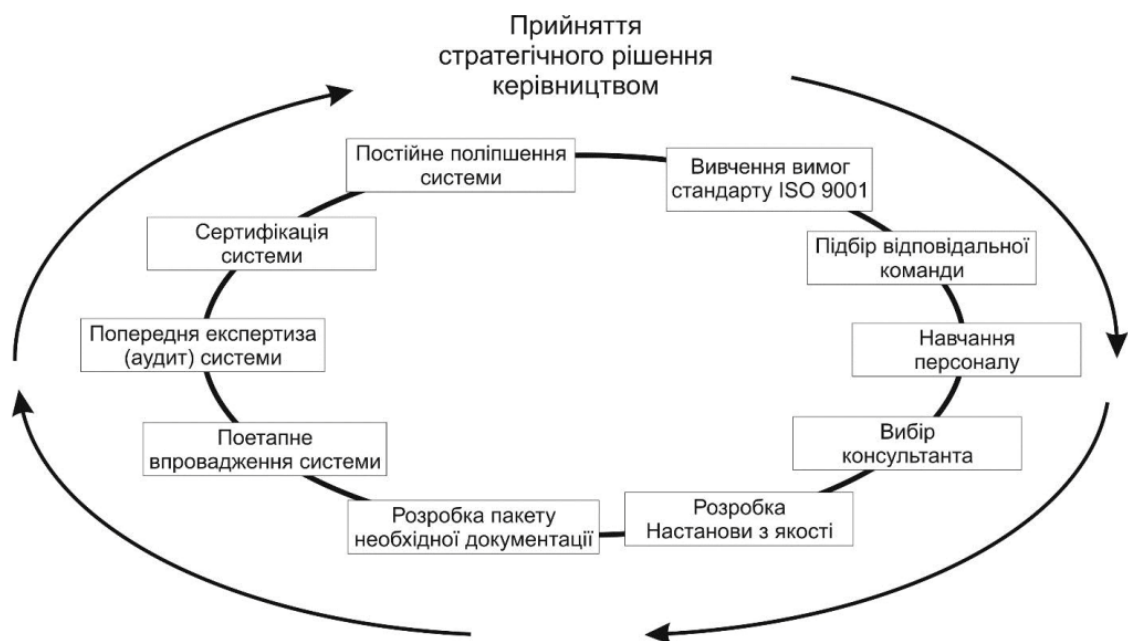 Прийняття
стратегічного рішення
керівництвом
Постійне поліпшення
системи
Вивчення вимог
стандарту ISO 9001
Сертифікація
системи
Підбір відповідальної
команди
Попередня експертиза
(аудит) системи
Навчання
персоналу
Поетапне
впровадження системи
Вибір
консультанта
Розробка пакету
необхідної документації
Розробка
Настанови з якості